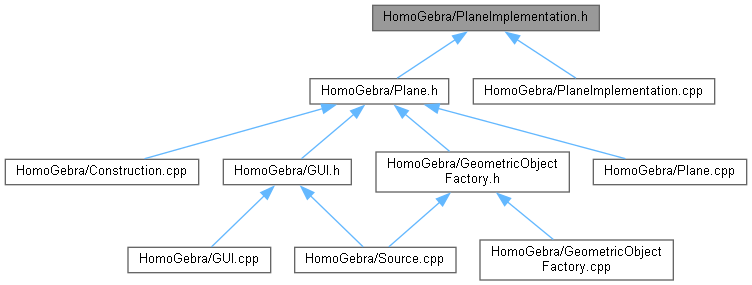 HomoGebra/PlaneImplementation.h
HomoGebra/Plane.h
HomoGebra/PlaneImplementation.cpp
HomoGebra/Construction.cpp
HomoGebra/GUI.h
HomoGebra/GeometricObject
Factory.h
HomoGebra/Plane.cpp
HomoGebra/GUI.cpp
HomoGebra/Source.cpp
HomoGebra/GeometricObject
Factory.cpp